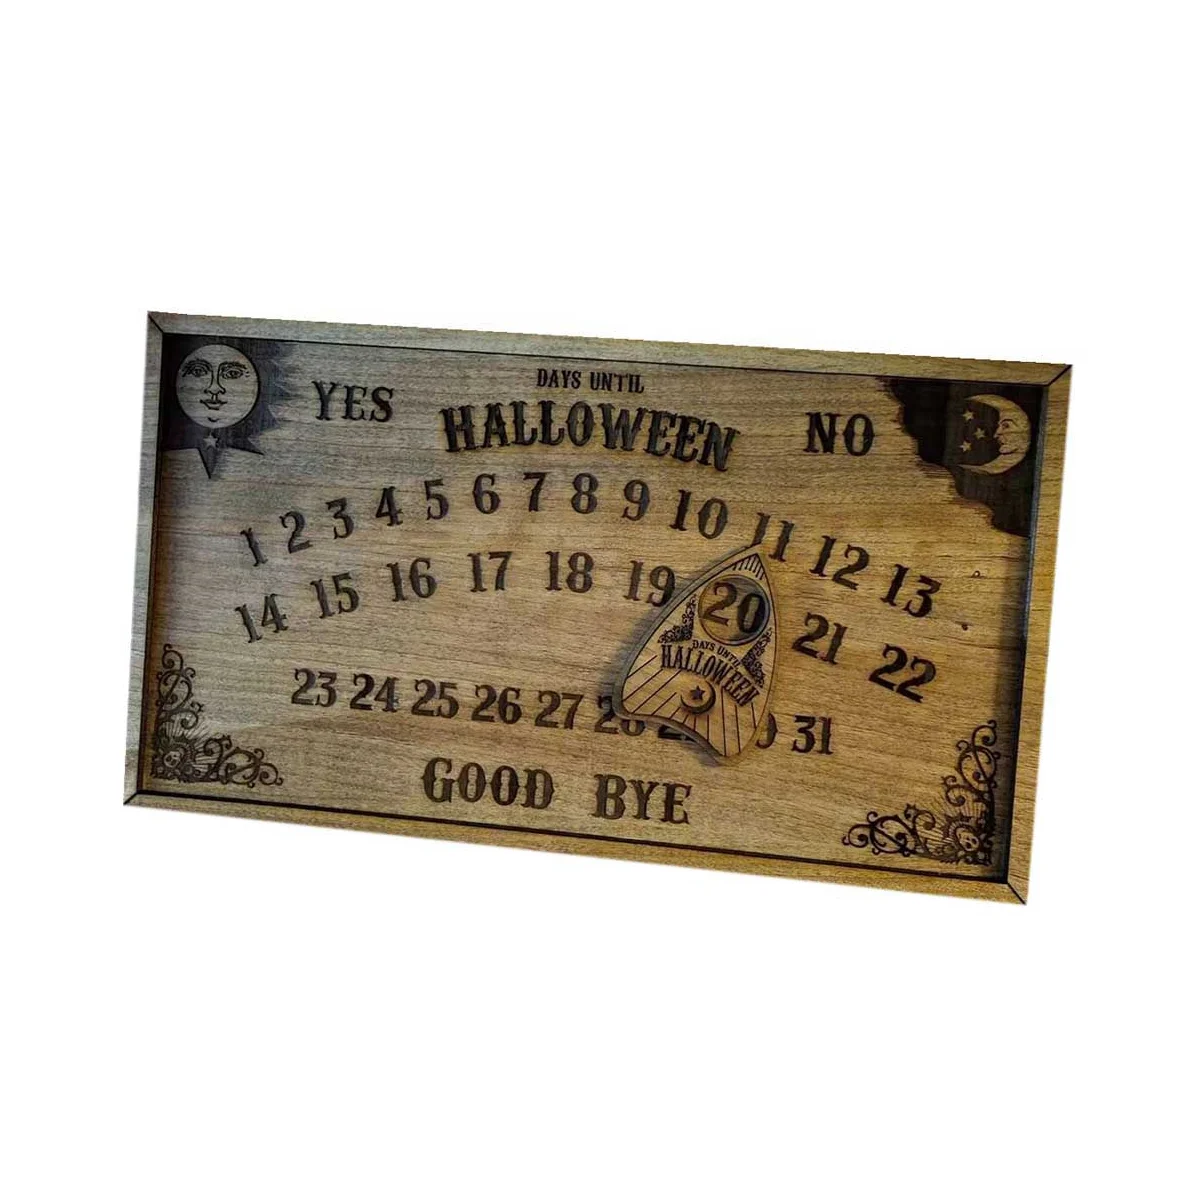 DAYS UNTIL
YES HALLOWEEN NO
1 2 3 4 5 6 7 8 9 10 11 12 13
14 15 16 17 18 19 20 21 22
DAYS UNTIL
HALLOWEEN
23 24 25 26 27 28 31
GOOD BYE